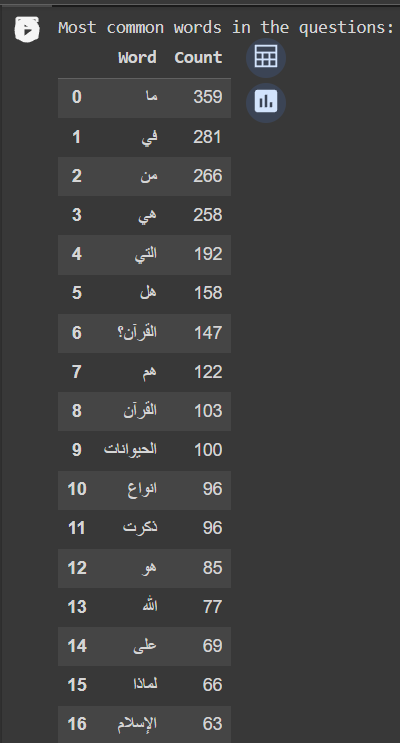 Most common words in the questions:
Word Count
0 ما 359
1 في 281
2 من 266
3 هي 258
4 التي 192
5 هل 158
6 القرآن؟ 147
7 هم 122
8 القرآن 103
9 الحيوانات 100
10 انواع 96
11 ذكرت 96
12 هو 85
13 الله 77
14 على 69
15 لماذا 66
16 الإسلام 63